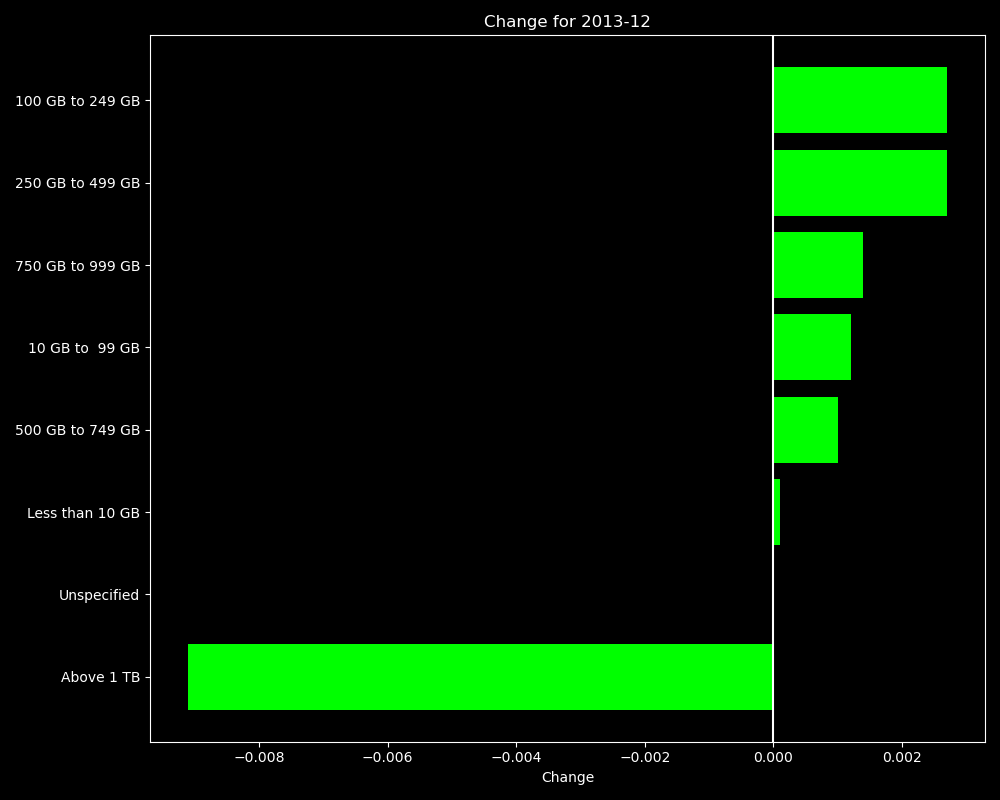 Change for 2013-12
100 GB to 249 GB
250 GB to 499 GB
750 GB to 999 GB
10 GB to  99 GB
500 GB to 749 GB
Less than 10 GB
Unspecified
Above 1 TB
−0.008 −0.006 −0.004 −0.002 0.000 0.002
Change